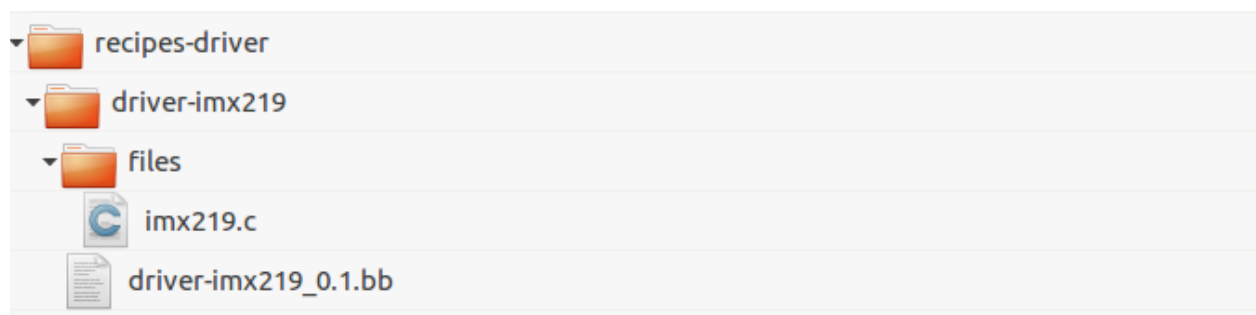 recipes-driver
driver-imx219
files
imx219.c
driver-imx219_0.1.bb